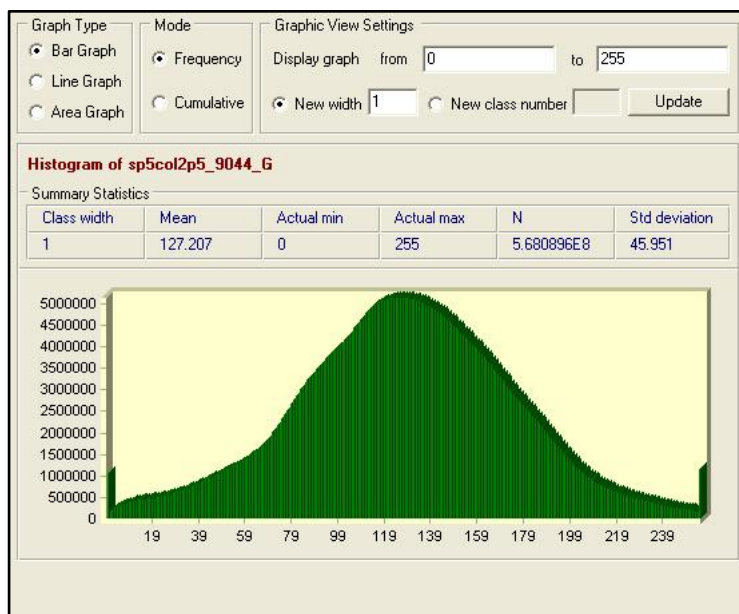 Graph Type
Bar Graph
Line Graph
Area Graph
Mode
Frequency
Cumulative
Graphic View Settings
Display graph from 0 to 255
New width 1 New class number Update
Histogram of sp5col2p5_9044_G
Summary Statistics
Class width Mean Actual min Actual max N Std deviation
1 127.207 0 255 5.680896E8 45.951
5000000
4500000
4000000
3500000
3000000
2500000
2000000
1500000
1000000
500000
0
19 39 59 79 99 119 139 159 179 199 219 239